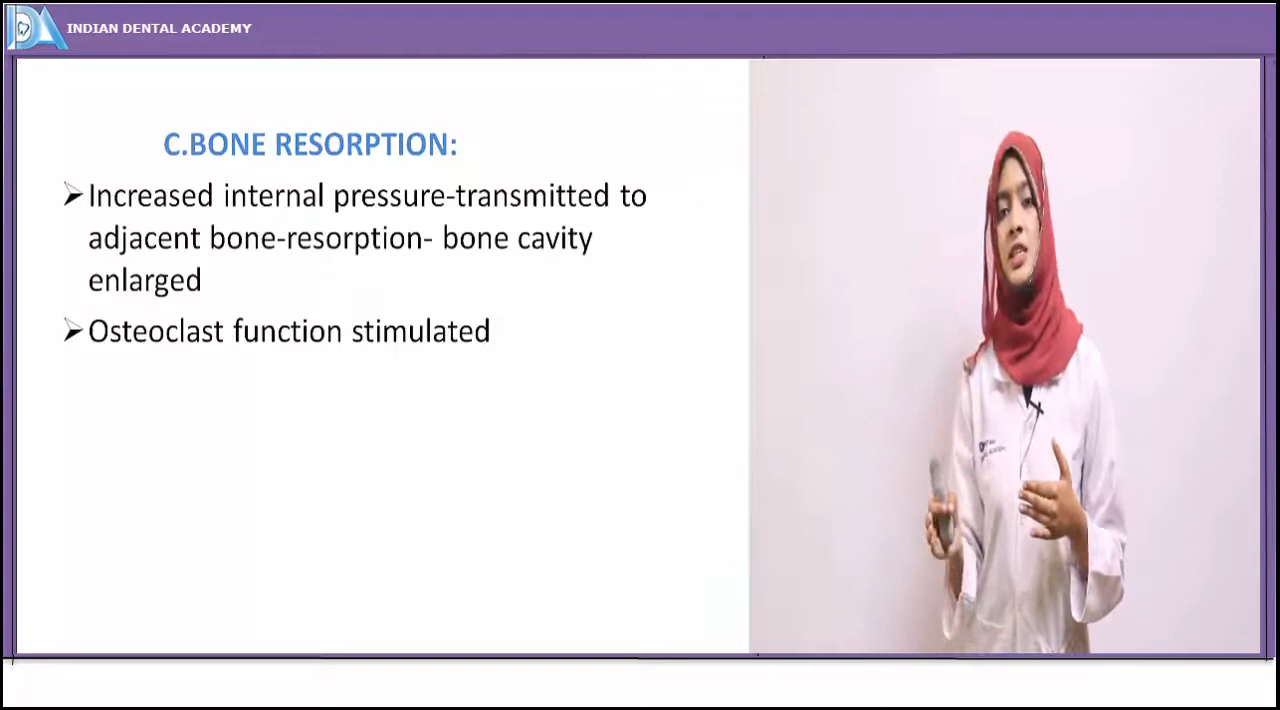 INDIAN DENTAL ACADEMY
C.BONE RESORPTION:
➢Increased internal pressure-transmitted to
adjacent bone-resorption- bone cavity
enlarged
➢Osteoclast function stimulated